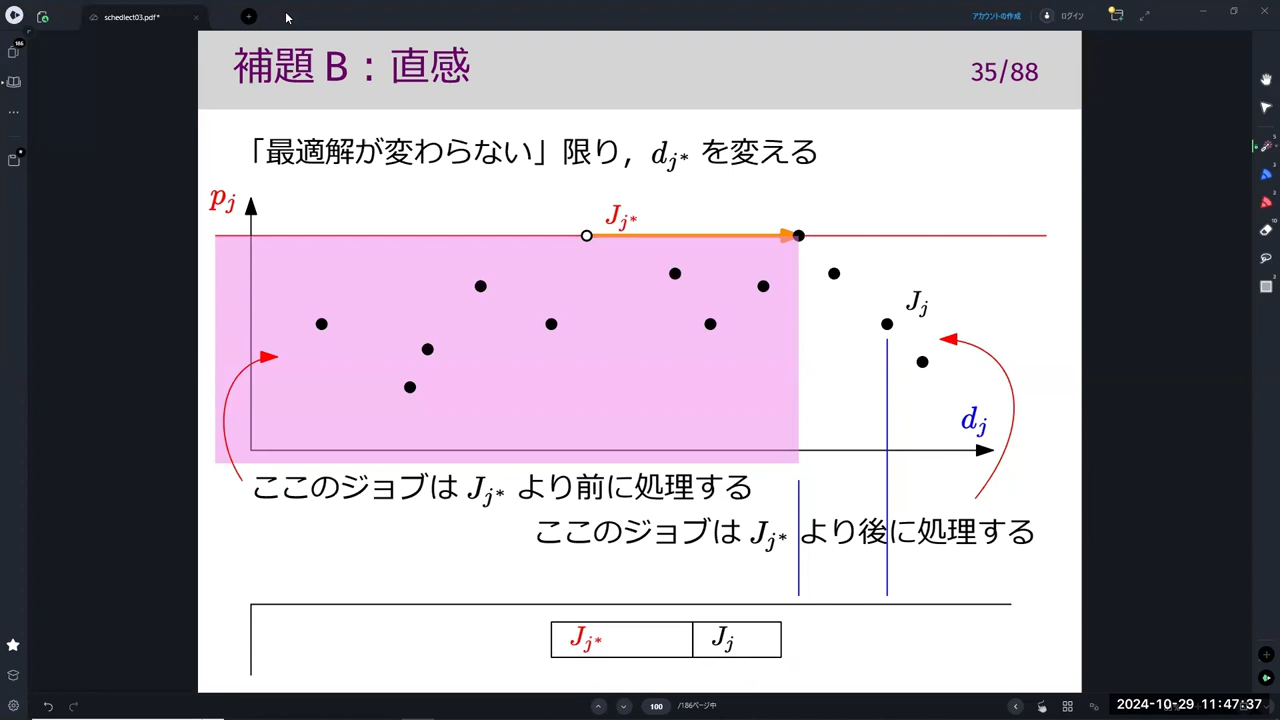 schedlect03.pdf*
アカウントの作成
ログイン
186
補題 B：直感
35/88
「最適解が変わらない」限り，d_{j*} を変える
p_j
J_{j*}
J_j
d_j
ここのジョブは J_{j*} より前に処理する
ここのジョブは J_{j*} より後に処理する
J_{j*} J_j
100 /186ページ中
2024-10-29 11:47:37